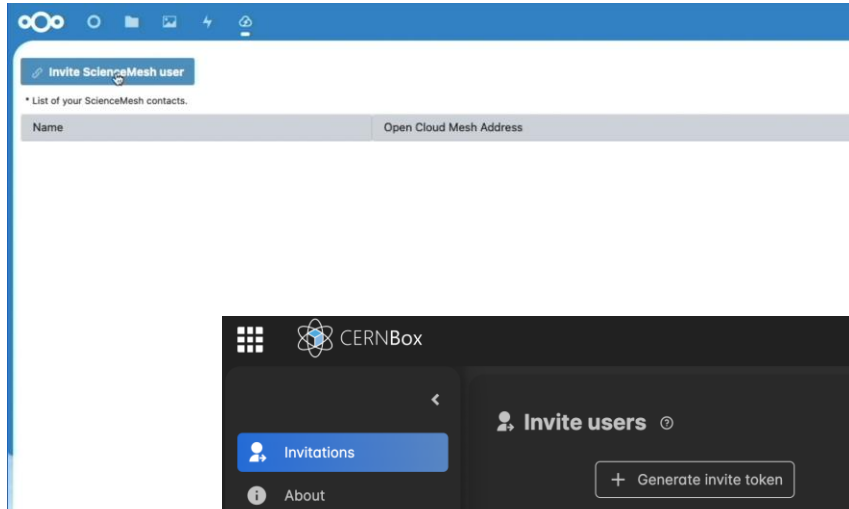 Invite ScienceMesh user
* List of your ScienceMesh contacts.
Name Open Cloud Mesh Address
CERNBox
Invite users
Invitations
+ Generate invite token
About